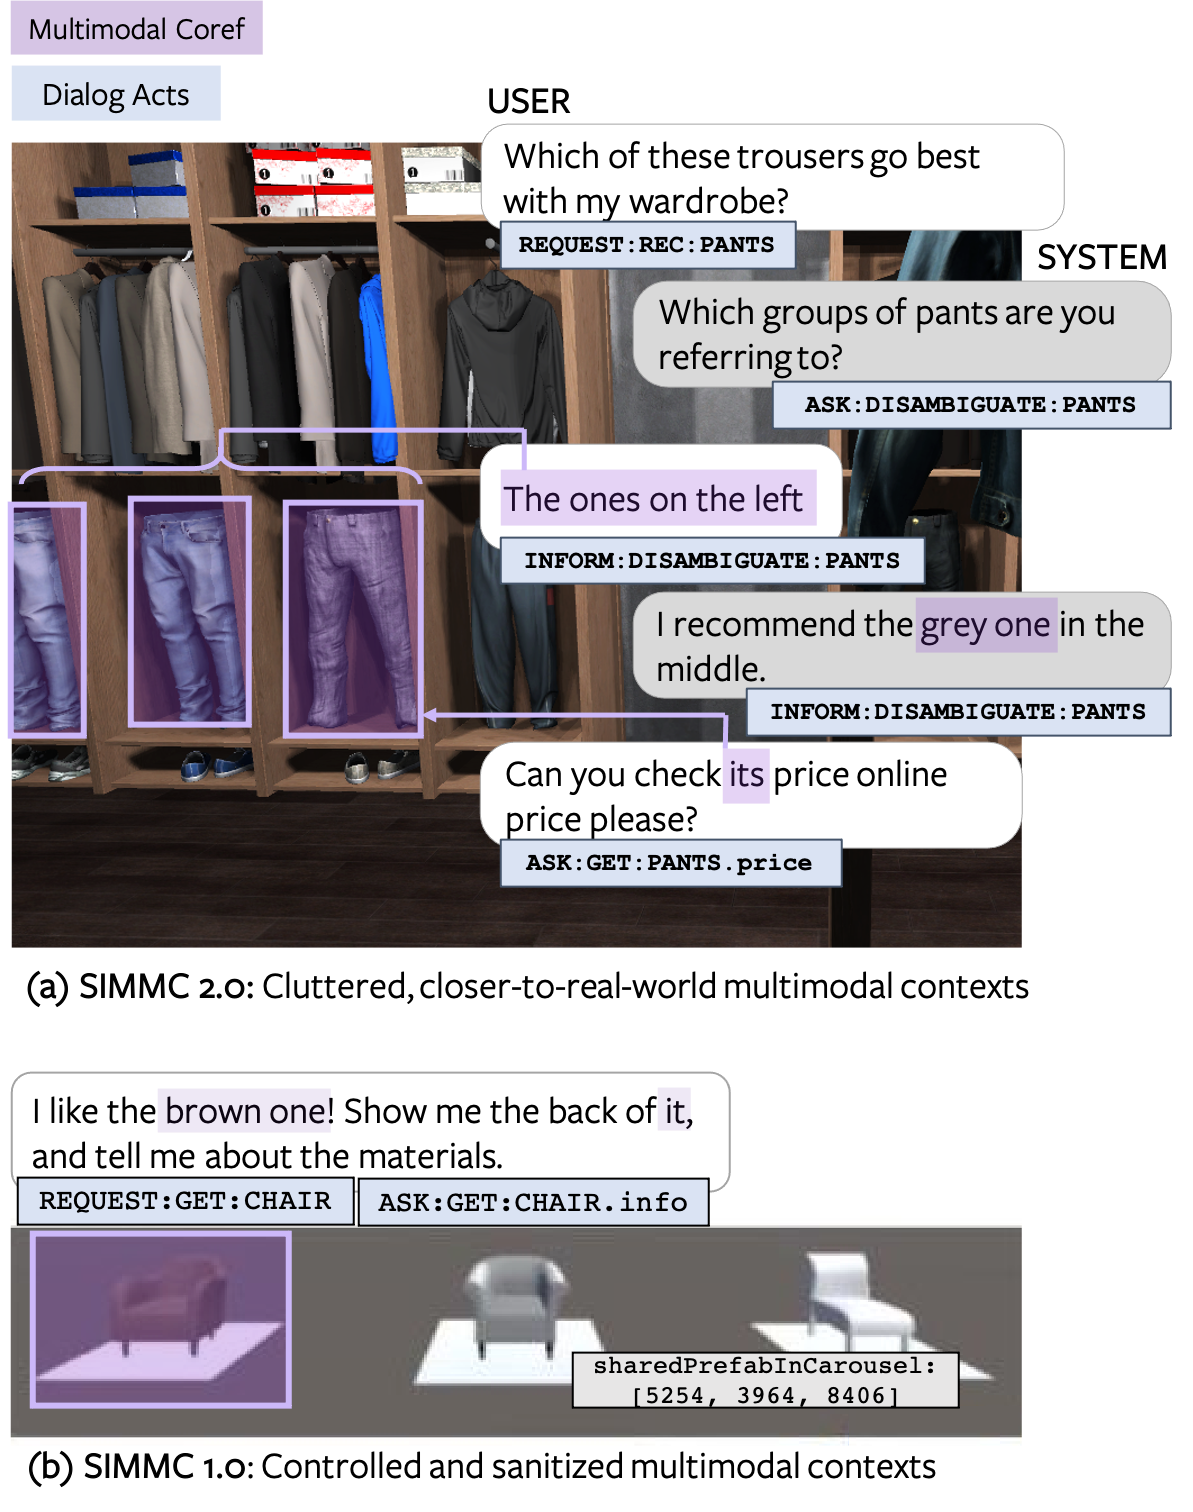 Multimodal Coref
Dialog Acts
USER
Which of these trousers go best
with my wardrobe?
REQUEST:REC:PANTS
SYSTEM
Which groups of pants are you
referring to?
ASK:DISAMBIGUATE:PANTS
The ones on the left
INFORM:DISAMBIGUATE:PANTS
I recommend the grey one in the
middle.
INFORM:DISAMBIGUATE:PANTS
Can you check its price online
price please?
ASK:GET:PANTS.price
(a) SIMMC 2.0: Cluttered, closer-to-real-world multimodal contexts
I like the brown one! Show me the back of it,
and tell me about the materials.
REQUEST:GET:CHAIR ASK:GET:CHAIR.info
sharedPrefabInCarousel:
[5254, 3964, 8406]
(b) SIMMC 1.0: Controlled and sanitized multimodal contexts